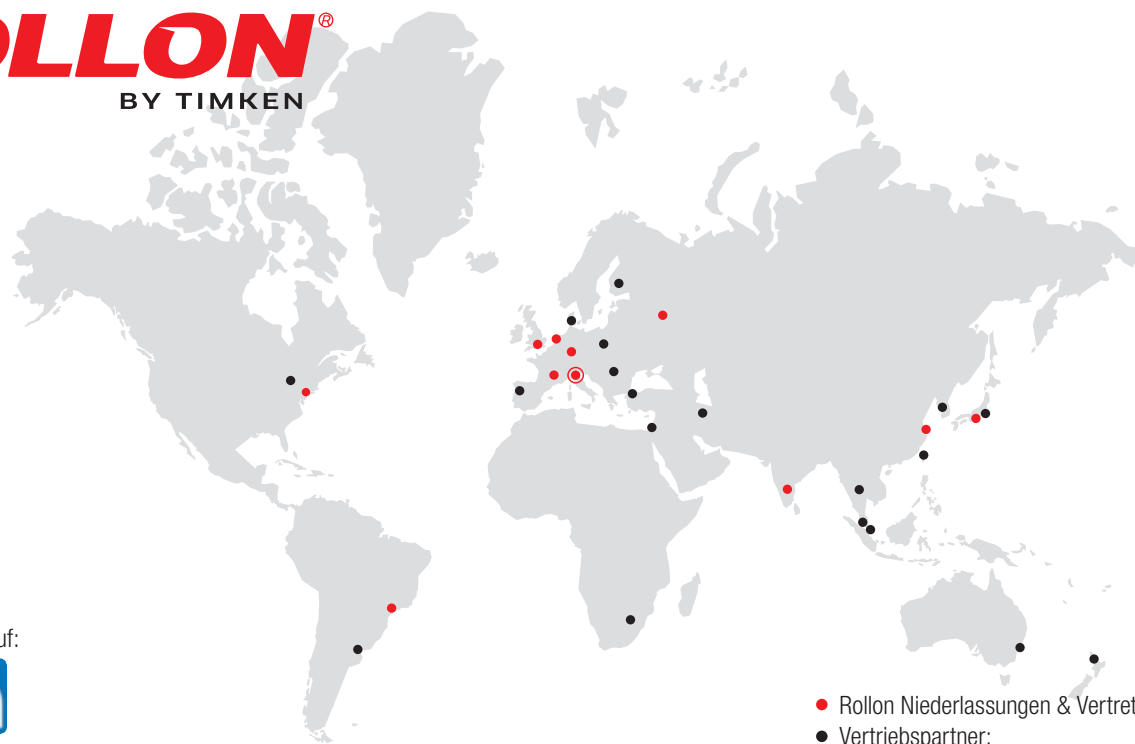 OLLON®
BY TIMKEN
uf:
● Rollon Niederlassungen & Vertret
● Vertriebspartner: